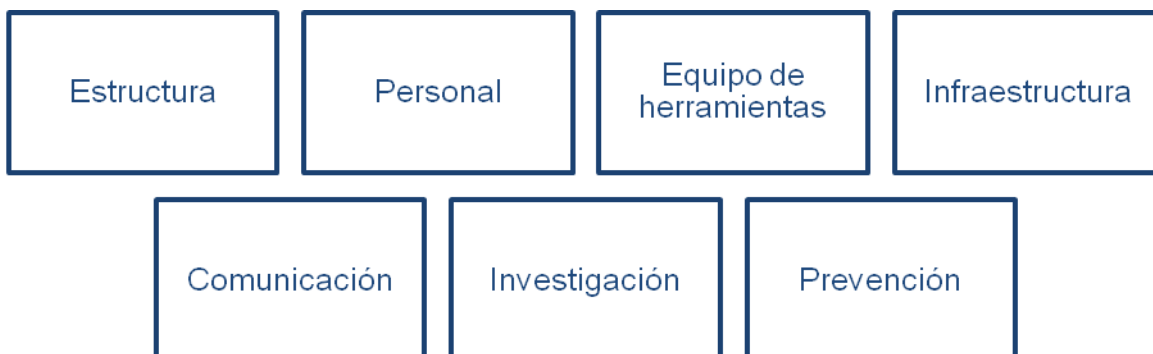 Estructura
Personal
Equipo de
herramientas
Infraestructura
Comunicación
Investigación
Prevención